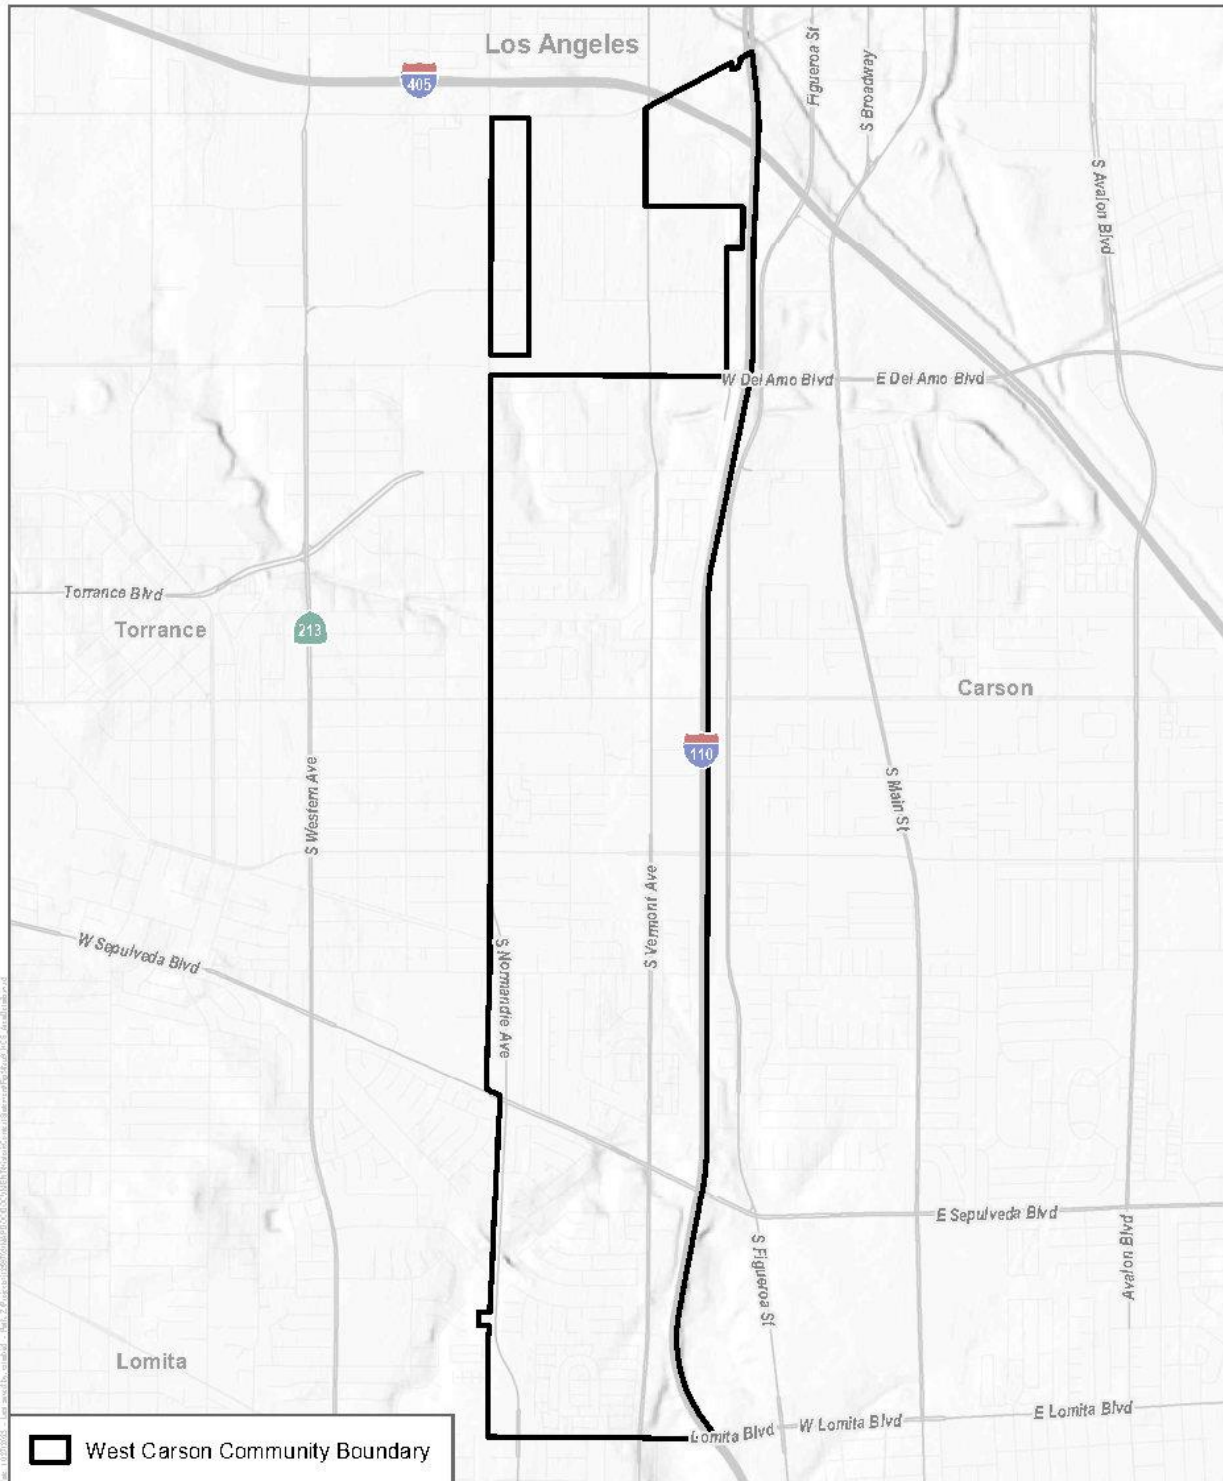 Los Angeles
405
Figueroa St
S Broadway
S Avalon Blvd
W Del Amo Blvd
E Del Amo Blvd
Torrance Blvd
Torrance
213
Carson
110
S Western Ave
S Main St
S Vermont Ave
W Sepulveda Blvd
S Normandie Ave
E Sepulveda Blvd
S Figueroa St
Avalon Blvd
Lomita
Lomita Blvd
W Lomita Blvd
E Lomita Blvd
West Carson Community Boundary